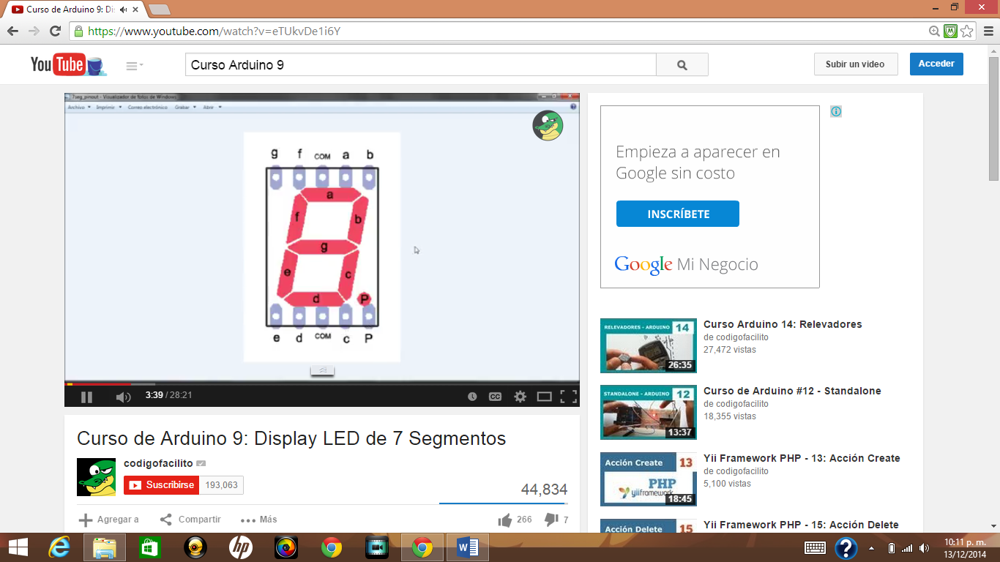 Curso de Arduino 9: Dis
https://www.youtube.com/watch?v=eTUkvDe1i6Y
YouTube
Curso Arduino 9
Subir un video
Acceder
7seg_pinout - Visualizador de fotos de Windows
Archivo Imprimir Correo electrónico Grabar Abrir
g f COM a b
a
f b
g
e c
d P
e d COM c P
3:39 / 28:21
CC
Curso de Arduino 9: Display LED de 7 Segmentos
codigofacilito
Suscribirse 193,063
44,834
Agregar a Compartir Más
266 7
Empieza a aparecer en
Google sin costo
INSCRÍBETE
Google Mi Negocio
RELEVADORES - ARDUINO 14
26:35
Curso Arduino 14: Relevadores
de codigofacilito
27,472 vistas
STANDALONE - ARDUINO 12
13:37
Curso de Arduino #12 - Standalone
de codigofacilito
18,355 vistas
Acción Create 13
PHP
yiiframework
18:45
Yii Framework PHP - 13: Acción Create
de codigofacilito
5,100 vistas
Acción Delete 15
Yii Framework PHP - 15: Acción Delete
hp
W
?
10:11 p. m.
13/12/2014